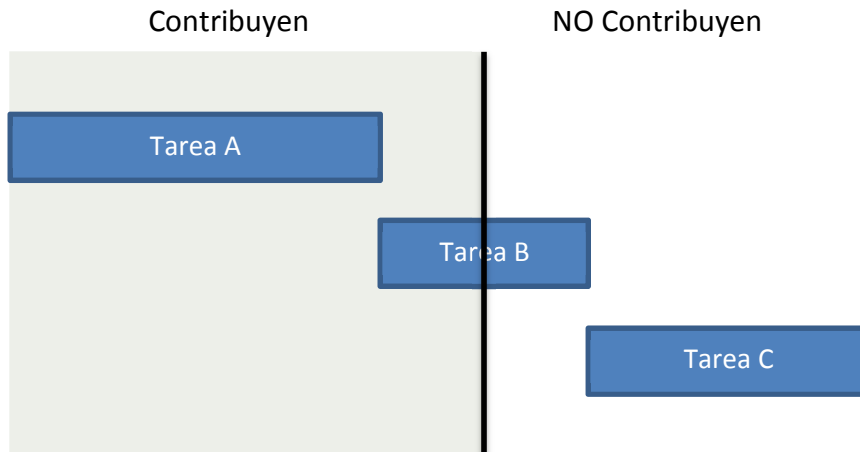 Contribuyen
NO Contribuyen
Tarea A
Tarea B
Tarea C